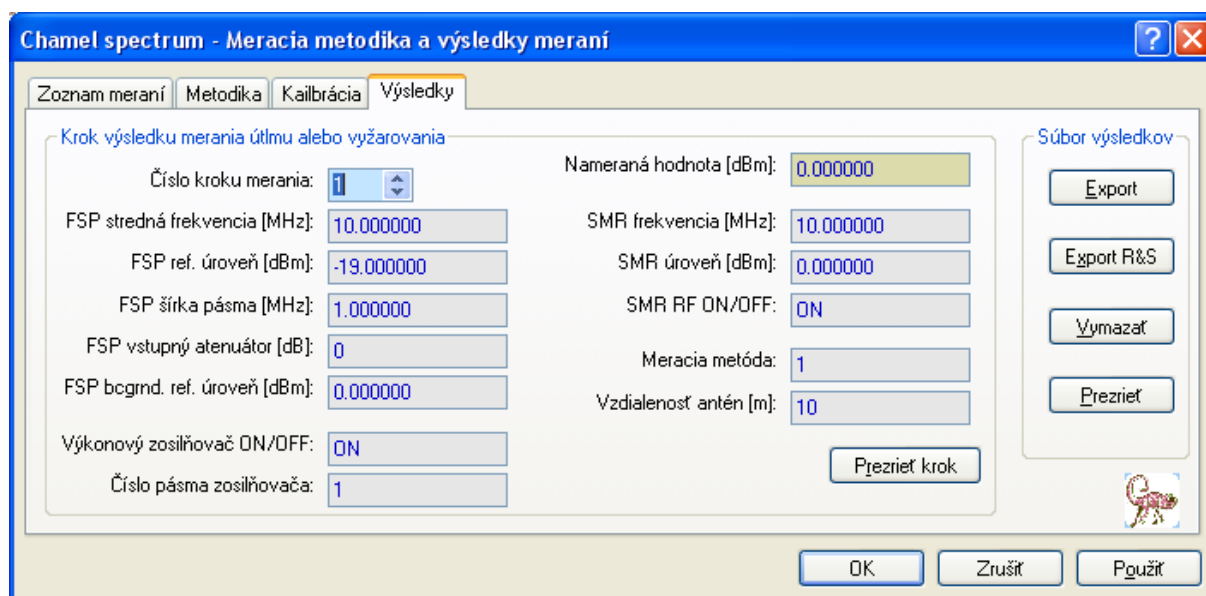 Chamel spectrum - Meracia metodika a výsledky meraní
Zoznam meraní Metodika Kailbrácia Výsledky
Krok výsledku merania útlmu alebo vyžarovania
Číslo kroku merania: 1
FSP stredná frekvencia [MHz]: 10.000000
FSP ref. úroveň [dBm]: -19.000000
FSP šírka pásma [MHz]: 1.000000
FSP vstupný atenuátor [dB]: 0
FSP bcgrnd. ref. úroveň [dBm]: 0.000000
Výkonový zosilňovač ON/OFF: ON
Číslo pásma zosilňovača: 1
Nameraná hodnota [dBm]: 0.000000
SMR frekvencia [MHz]: 10.000000
SMR úroveň [dBm]: 0.000000
SMR RF ON/OFF: ON
Meracia metóda: 1
Vzdialenosť antén [m]: 10
Prezrieť krok
Súbor výsledkov
Export
Export R&S
Vymazať
Prezrieť
OK Zrušiť Použiť